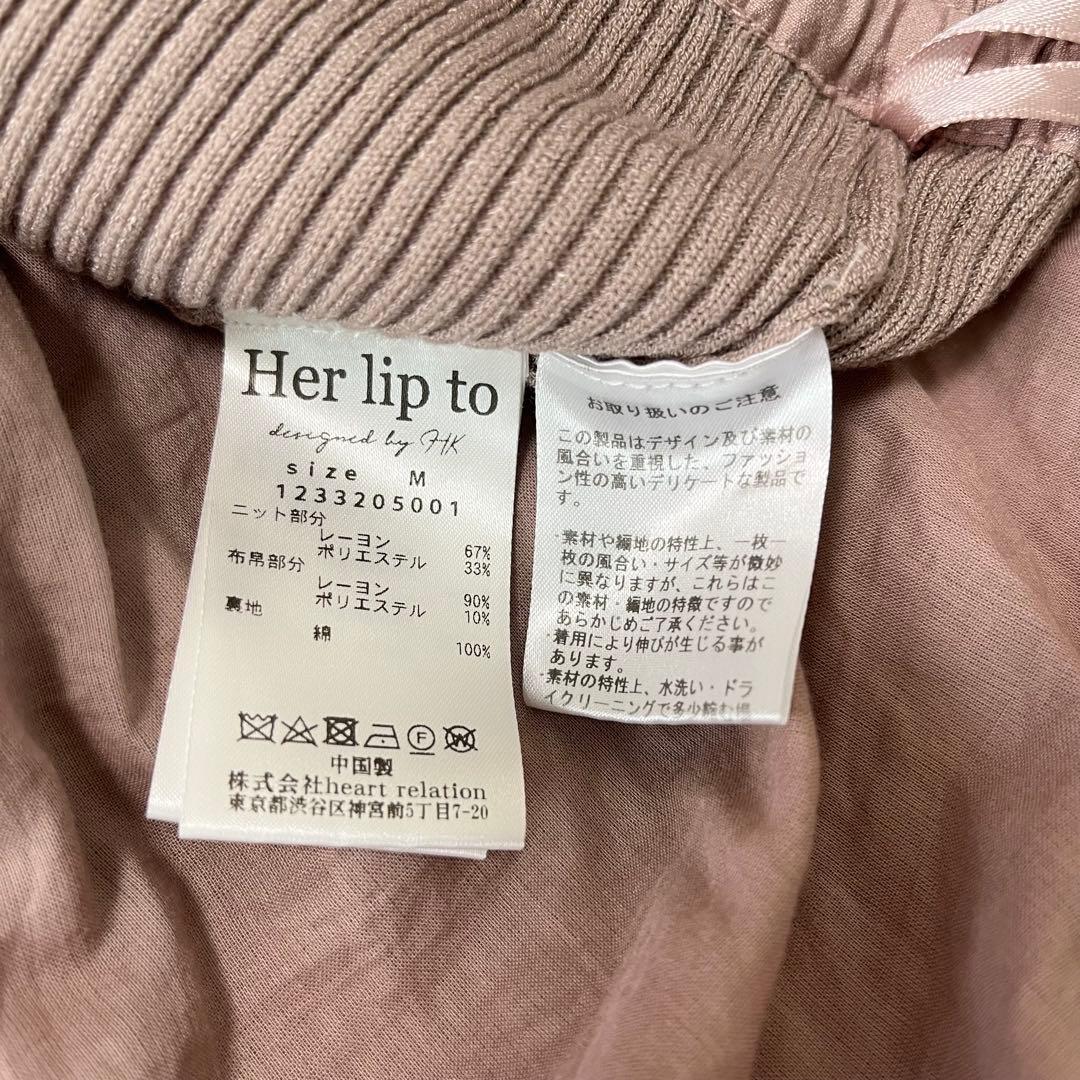 Her lip to
designed by HK
size M
1233205001
ニット部分
レーヨン 67%
ポリエステル 33%
布帛部分
レーヨン 90%
ポリエステル 10%
裏地
綿 100%
中国製
株式会社heart relation
東京都渋谷区神宮前5丁目7-20
お取り扱いのご注意
この製品はデザイン及び素材の
風合いを重視した、ファッショ
ン性の高いデリケートな製品で
す。
・素材や編地の特性上、一枚一
枚の風合い・サイズ等が微妙
に異なりますが、これらはこ
の素材・編地の特徴ですので
あらかじめご了承ください。
・着用により伸びが生じる事が
あります。
・素材の特性上、水洗い・ドラ
イクリーニングで多少縮む場